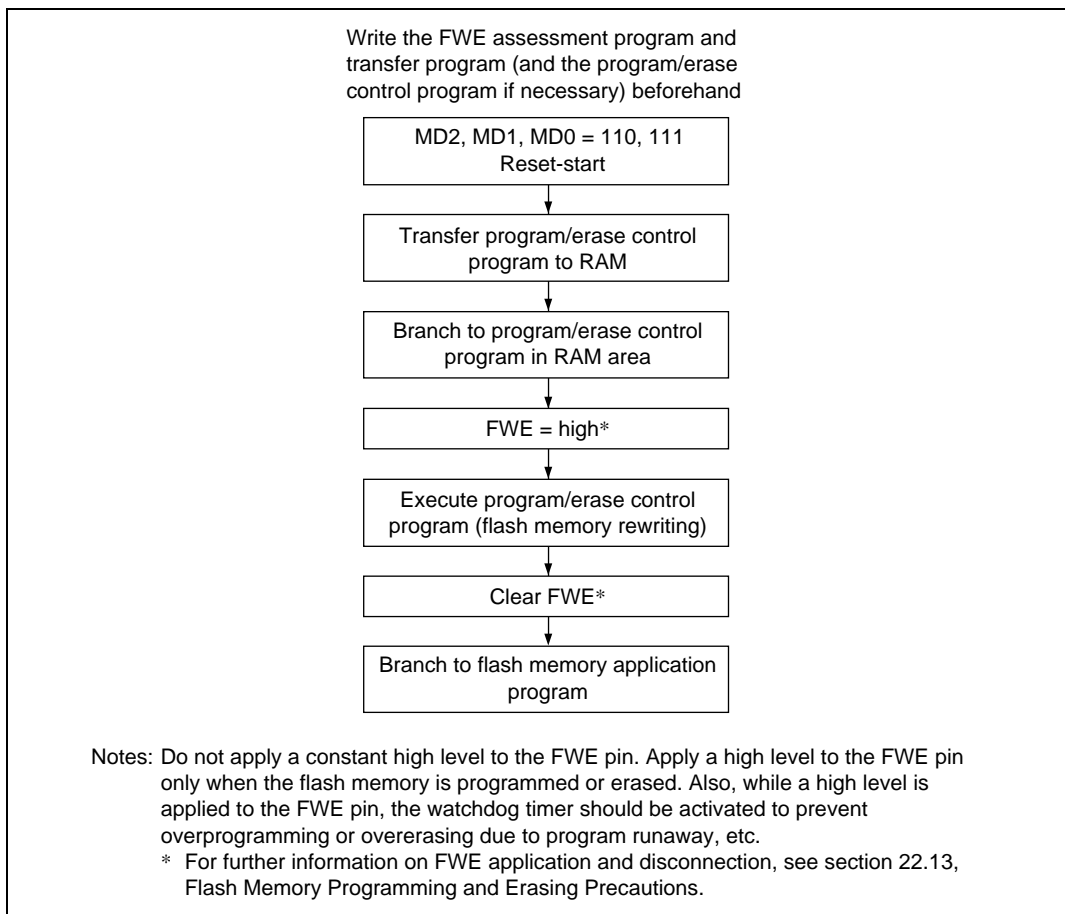 Write the FWE assessment program and
transfer program (and the program/erase
control program if necessary) beforehand
MD2, MD1, MD0 = 110, 111
Reset-start
Transfer program/erase control
program to RAM
Branch to program/erase control
program in RAM area
FWE = high*
Execute program/erase control
program (flash memory rewriting)
Clear FWE*
Branch to flash memory application
program
Notes: Do not apply a constant high level to the FWE pin. Apply a high level to the FWE pin
only when the flash memory is programmed or erased. Also, while a high level is
applied to the FWE pin, the watchdog timer should be activated to prevent
overprogramming or overerasing due to program runaway, etc.
* For further information on FWE application and disconnection, see section 22.13,
Flash Memory Programming and Erasing Precautions.